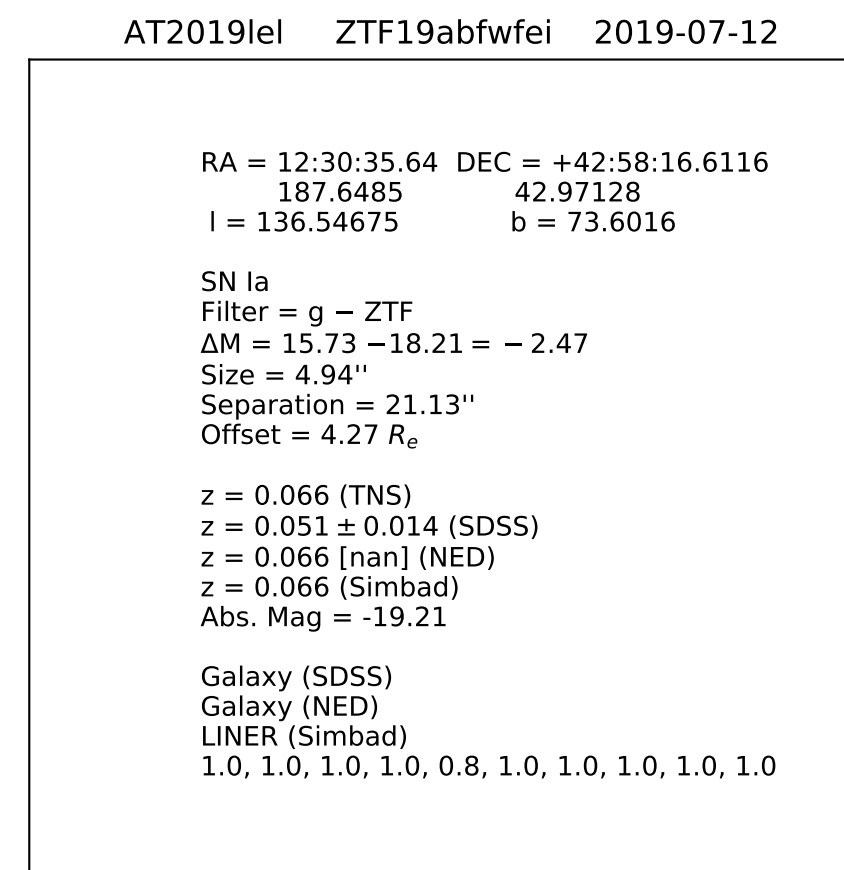 AT2019lel ZTF19abfwfei 2019-07-12
RA = 12:30:35.64 DEC = +42:58:16.6116
187.6485 42.97128
l = 136.54675 b = 73.6016
SN Ia
Filter = g − ZTF
ΔM = 15.73 −18.21 = − 2.47
Size = 4.94''
Separation = 21.13''
Offset = 4.27 Rₑ
z = 0.066 (TNS)
z = 0.051 ± 0.014 (SDSS)
z = 0.066 [nan] (NED)
z = 0.066 (Simbad)
Abs. Mag = -19.21
Galaxy (SDSS)
Galaxy (NED)
LINER (Simbad)
1.0, 1.0, 1.0, 1.0, 0.8, 1.0, 1.0, 1.0, 1.0, 1.0